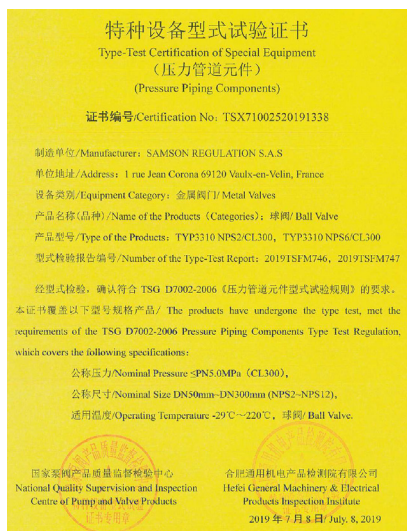 特种设备型式试验证书
Type-Test Certification of Special Equipment
（压力管道元件）
(Pressure Piping Components)
证书编号/Certification No：TSX71002520191338
制造单位/Manufacturer：SAMSON REGULATION S.A.S
单位地址/Address：1 rue Jean Corona 69120 Vaulx-en-Velin, France
设备类别/Equipment Category：金属阀门/ Metal Valves
产品名称(品种)/Name of the Products（Categories）：球阀/ Ball Valve
产品型号/Type of the Products：TYP3310 NPS2/CL300，TYP3310 NPS6/CL300
型式检验报告编号/Number of the Type-Test Report：2019TSFM746，2019TSFM747
经型式检验，确认符合 TSG D7002-2006《压力管道元件型式试验规则》的要求。
本证书覆盖以下型号规格产品/ The products have undergone the type test, met the
requirements of the TSG D7002-2006 Pressure Piping Components Type Test Regulation,
which covers the following specifications:
公称压力/Nominal Pressure ≤PN5.0MPa（CL300），
公称尺寸/Nominal Size DN50mm~DN300mm (NPS2~NPS12),
适用温度/Operating Temperature -29℃～220℃，球阀/ Ball Valve.
国家泵阀产品质量监督检验中心
National Quality Supervision and Inspection
Centre of Pump and Valve Products
证书专用章
合肥通用机电产品检测院有限公司
Hefei General Machinery & Electrical
Products Inspection Institute
2019 年 7 月 8 日/ July. 8, 2019